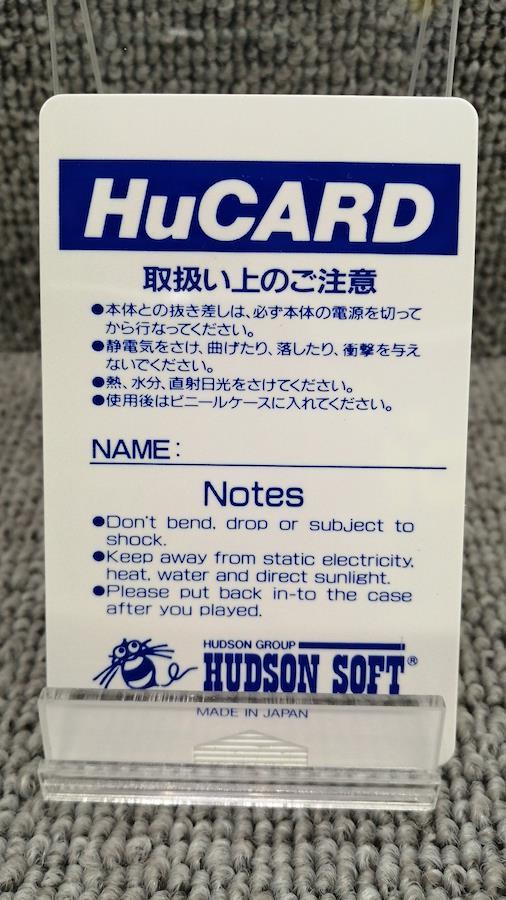 HuCARD
取扱い上のご注意
●本体との抜き差しは、必ず本体の電源を切って
から行なってください。
●静電気をさけ、曲げたり、落したり、衝撃を与え
ないでください。
●熱、水分、直射日光をさけてください。
●使用後はビニールケースに入れてください。
NAME:
Notes
●Don't bend, drop or subject to
shock.
●Keep away from static electricity,
heat, water and direct sunlight.
●Please put back in-to the case
after you played.
HUDSON GROUP
HUDSON SOFT®
MADE IN JAPAN